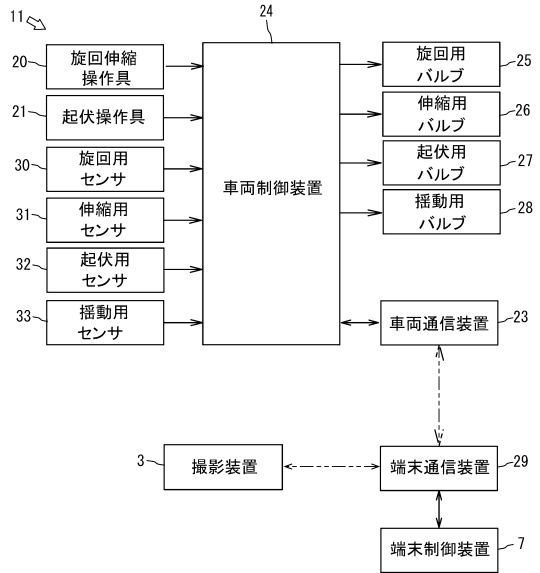 11
24
20
旋回伸縮
操作具
21
起伏操作具
30
旋回用
センサ
31
伸縮用
センサ
32
起伏用
センサ
33
揺動用
センサ
車両制御装置
旋回用
バルブ
25
伸縮用
バルブ
26
起伏用
バルブ
27
揺動用
バルブ
28
車両通信装置
23
3
撮影装置
端末通信装置
29
端末制御装置
7